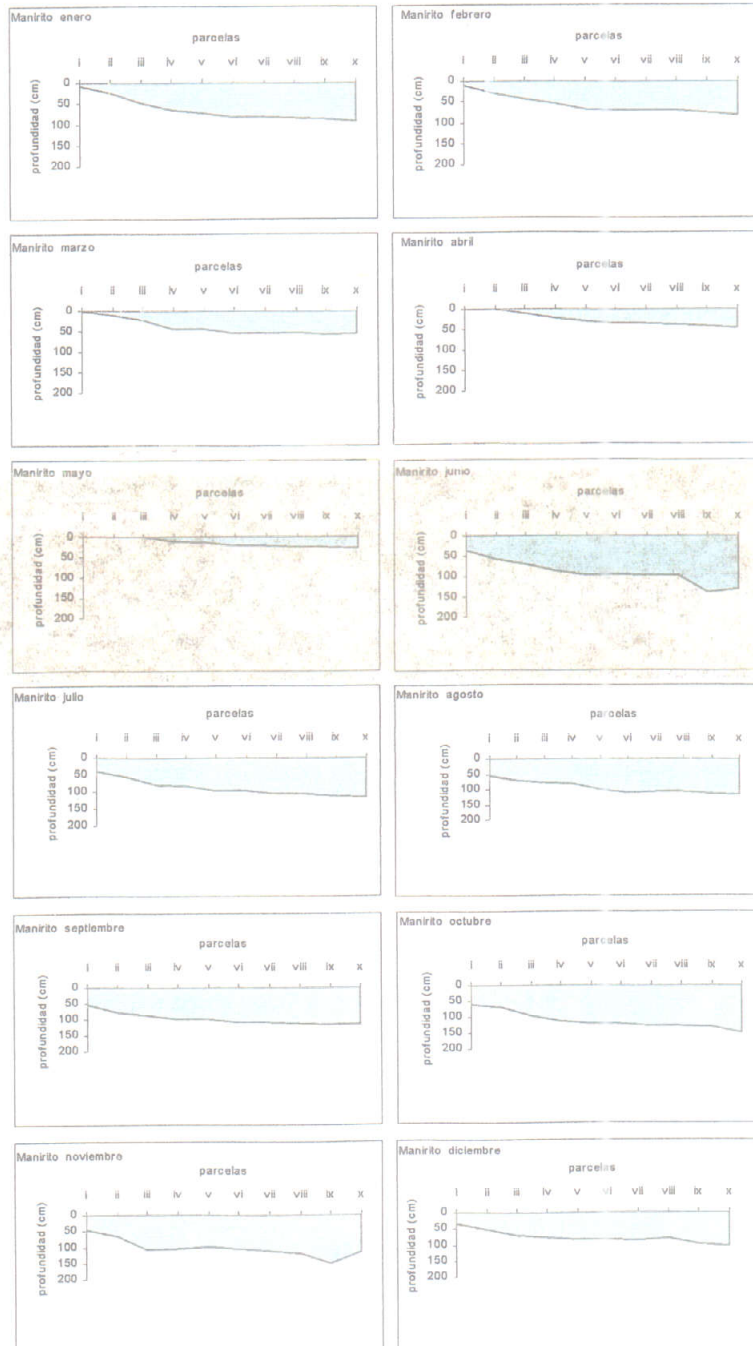 Manirito enero
parcelas
i ii iii iv v vi vii viii ix x
profundidad (cm)
0
50
100
150
200
Manirito febrero
parcelas
i ii iii iv v vi vii viii ix x
profundidad (cm)
0
50
100
150
200
Manirito marzo
parcelas
i ii iii iv v vi vii viii ix x
profundidad (cm)
0
50
100
150
200
Manirito abril
parcelas
i ii iii iv v vi vii viii ix x
profundidad (cm)
0
50
100
150
200
Manirito mayo
parcelas
i ii iii iv v vi vii viii ix x
profundidad (cm)
0
50
100
150
200
Manirito junio
parcelas
i ii iii iv v vi vii viii ix x
profundidad (cm)
0
50
100
150
200
Manirito julio
parcelas
i ii iii iv v vi vii viii ix x
profundidad (cm)
0
50
100
150
200
Manirito agosto
parcelas
i ii iii iv v vi vii viii ix x
profundidad (cm)
0
50
100
150
200
Manirito septiembre
parcelas
i ii iii iv v vi vii viii ix x
profundidad (cm)
0
50
100
150
200
Manirito octubre
parcelas
i ii iii iv v vi vii viii ix x
profundidad (cm)
0
50
100
150
200
Manirito noviembre
parcelas
i ii iii iv v vi vii viii ix x
profundidad (cm)
0
50
100
150
200
Manirito diciembre
parcelas
i ii iii iv v vi vii viii ix x
profundidad (cm)
0
50
100
150
200